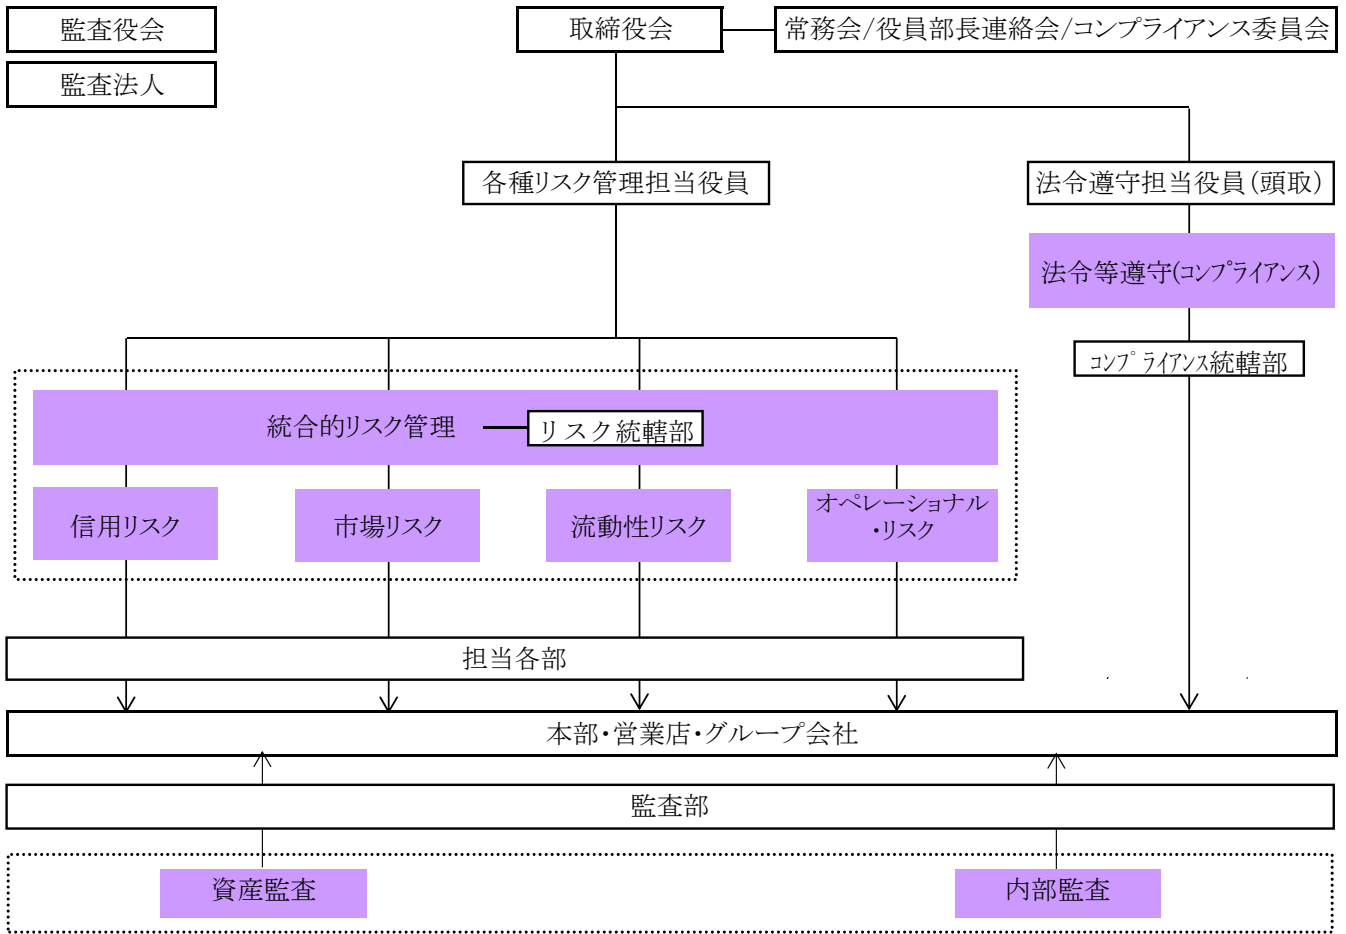 監査役会
取締役会
常務会/役員部長連絡会/コンプライアンス委員会
監査法人
各種リスク管理担当役員
法令遵守担当役員（頭取）
法令等遵守(コンプライアンス)
コンプライアンス統轄部
統合的リスク管理
リスク統轄部
信用リスク
市場リスク
流動性リスク
オペレーショナル
・リスク
担当各部
本部・営業店・グループ会社
監査部
資産監査
内部監査